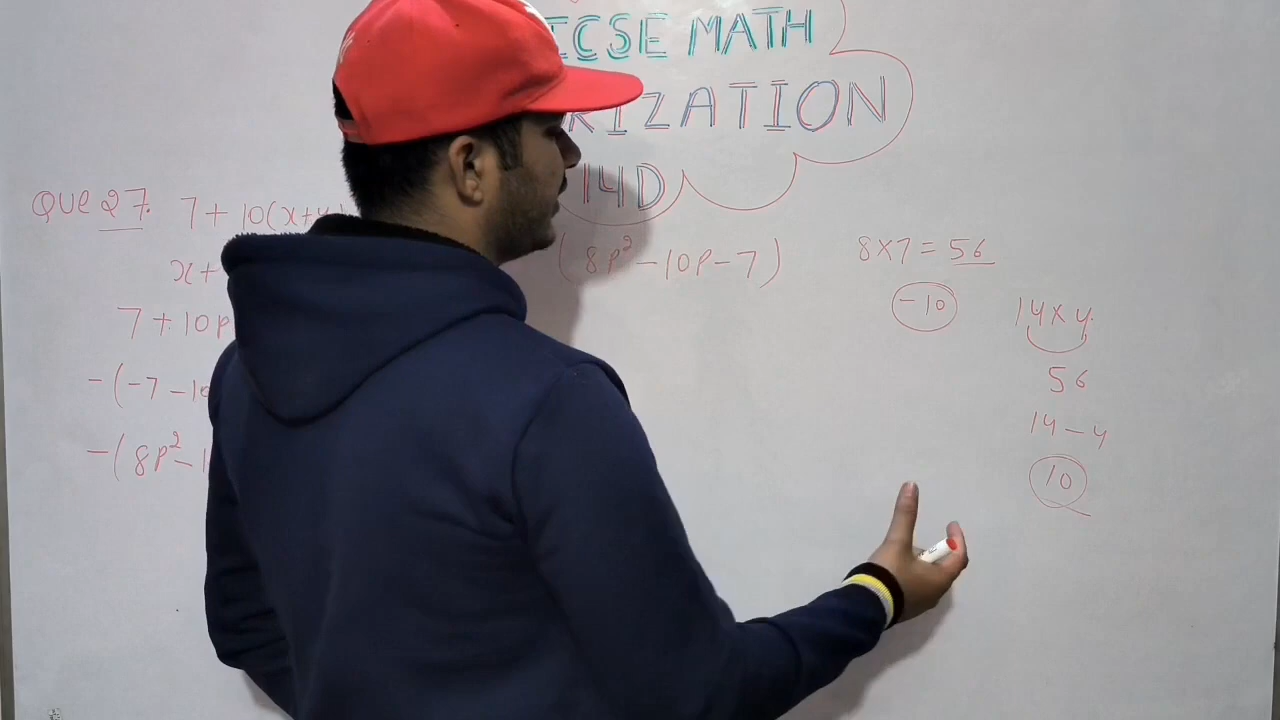 ICSE MATH
RIZATION
14D
QUE 27. 7 + 10(x+y)
x+
7 + 10p
-(-7 - 10
-(8p² - 1
(8p² - 10p - 7)
8x7 = 56
-10
14x4.
56
14 - 4
10